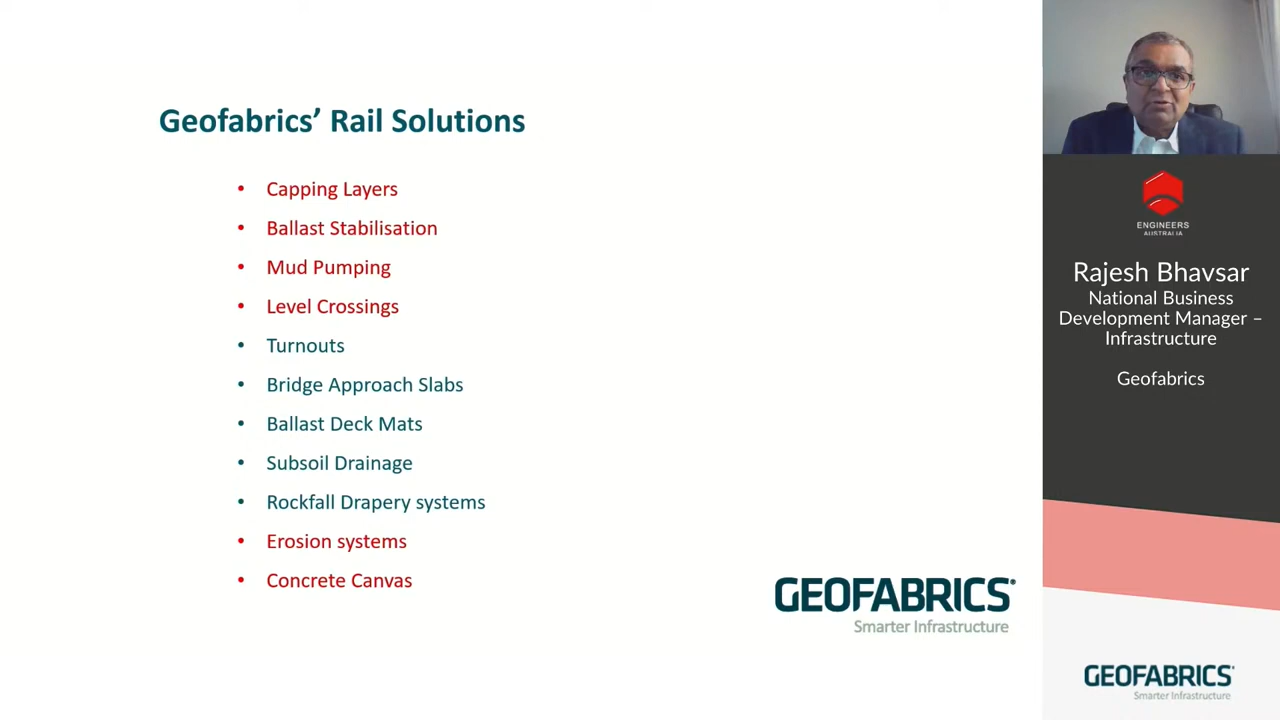 Geofabrics’ Rail Solutions
• Capping Layers
• Ballast Stabilisation
• Mud Pumping
• Level Crossings
• Turnouts
• Bridge Approach Slabs
• Ballast Deck Mats
• Subsoil Drainage
• Rockfall Drapery systems
• Erosion systems
• Concrete Canvas
GEOFABRICS®
Smarter Infrastructure
ENGINEERS
AUSTRALIA
Rajesh Bhavsar
National Business
Development Manager –
Infrastructure
Geofabrics
GEOFABRICS®
Smarter Infrastructure